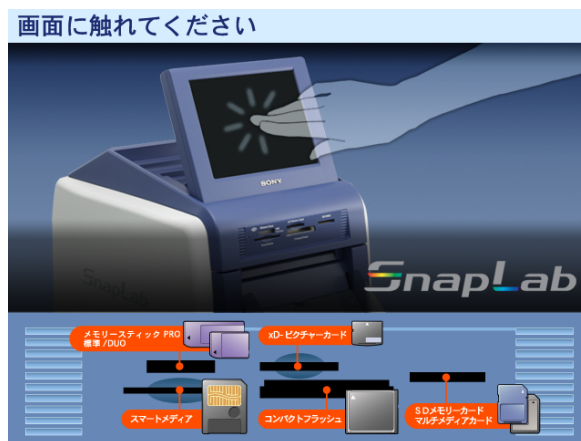 画面に触れてください
SONY
SnapLab
SnapLab
メモリースティック PRO
標準/DUO
xD-ピクチャーカード
スマートメディア
コンパクトフラッシュ
SDメモリーカード
マルチメディアカード